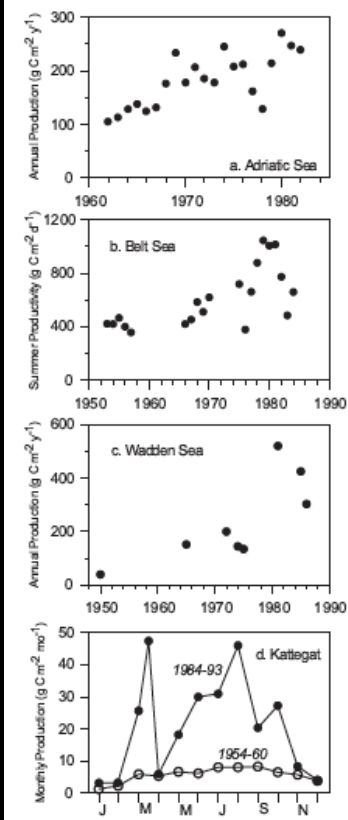 300
200
100
0
Annual Production (g C m-2 y-1)
a. Adriatic Sea
1960 1970 1980
1200
800
400
0
Summer Productivity (g C m-2 d-1)
b. Belt Sea
1950 1960 1970 1980 1990
600
400
200
0
Annual Production (g C m-2 y-1)
c. Wadden Sea
1950 1960 1970 1980 1990
50
40
30
20
10
0
Monthly Production (g C m-2 mo-1)
d. Kattegat
1984-93
1954-60
J M M J S N